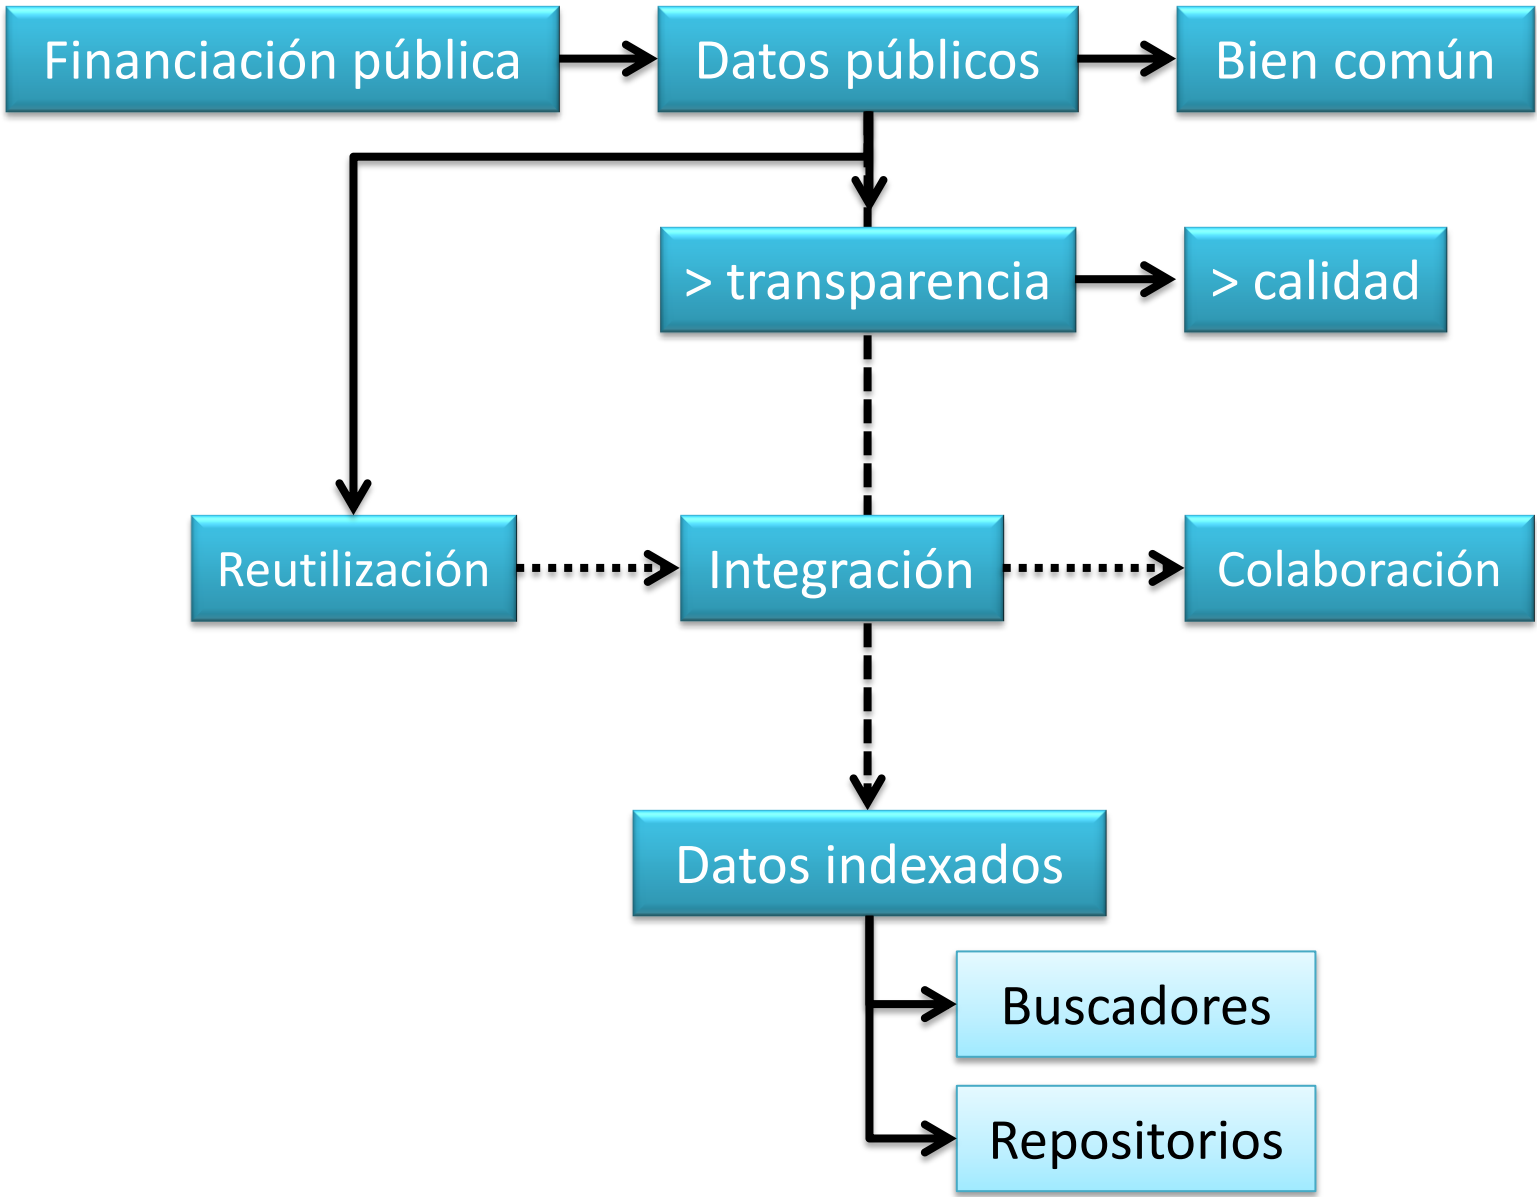 Financiación pública
Datos públicos
Bien común
> transparencia
> calidad
Reutilización
Integración
Colaboración
Datos indexados
Buscadores
Repositorios